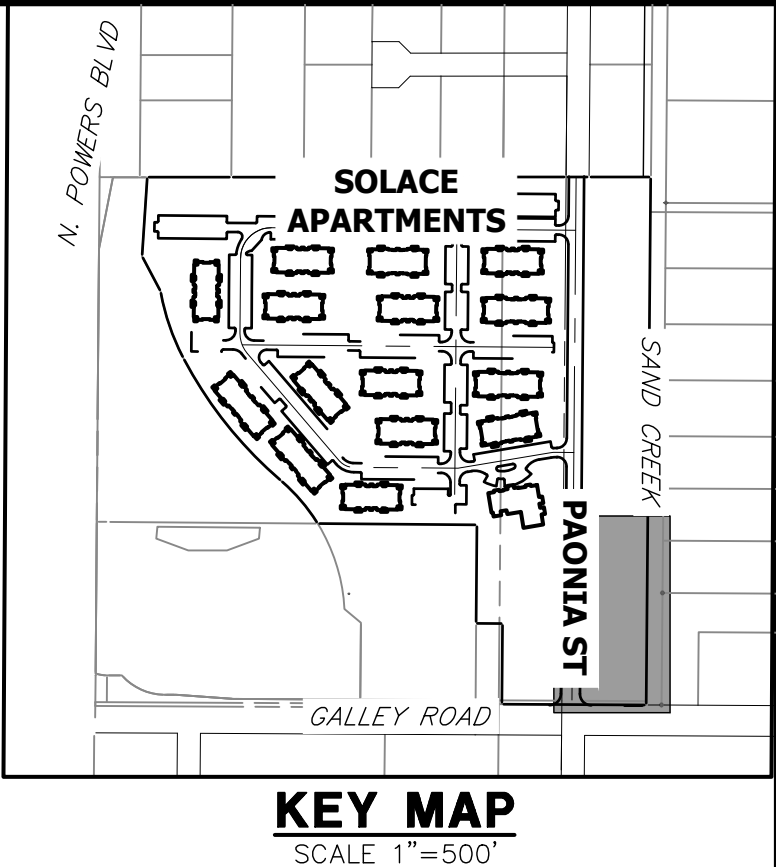 N. POWERS BLVD
SOLACE
APARTMENTS
SAND CREEK
PAONIA ST
GALLEY ROAD
KEY MAP
SCALE 1"=500'